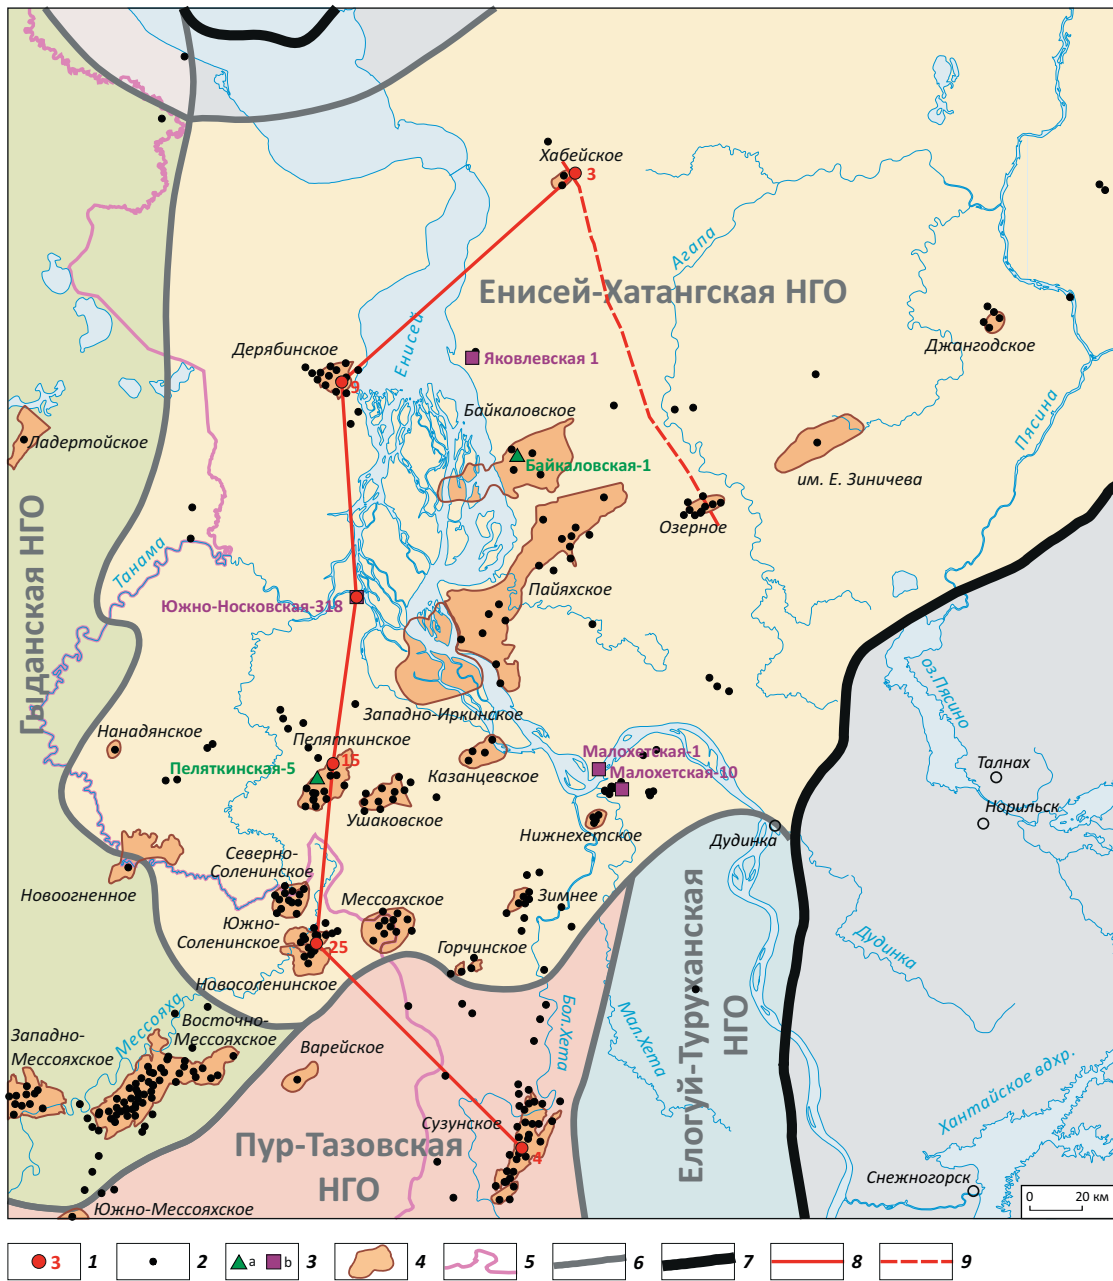 Хабейское
3
Агапа
Енисей-Хатангская НГО
Енисей
Дерябинское
9
Яковлевская 1
Джангодское
Байкаловское
Байкаловская-1
Пясина
Ладертойское
им. Е. Зиничева
Озерное
Гыданская НГО
Танама
Пайяхское
Южно-Носковская-318
оз.Пясино
Западно-Иркинское
Нанадянское
Пеляткинское
15
Пеляткинская-5
Казанцевское
Малохетская-1
Малохетская-10
Талнах
Норильск
Ушаковское
Нижнехетское
Дудинка
Северно-
Соленинское
Новоогненное
Мессояхское
Зимнее
Южно-
Соленинское
25
Горчинское
Новосоленинское
Дудинка
Елогуй-Туруханская
НГО
Мессояха
Бол.Хета
Мал.Хета
Западно-
Мессояхское
Восточно-
Мессояхское
Варейское
Сузунское
4
Пур-Тазовская
НГО
Хантайское вдхр.
Снежногорск
Южно-Мессояхское
0 20 км
3 1 2 a b 3 4 5 6 7 8 9